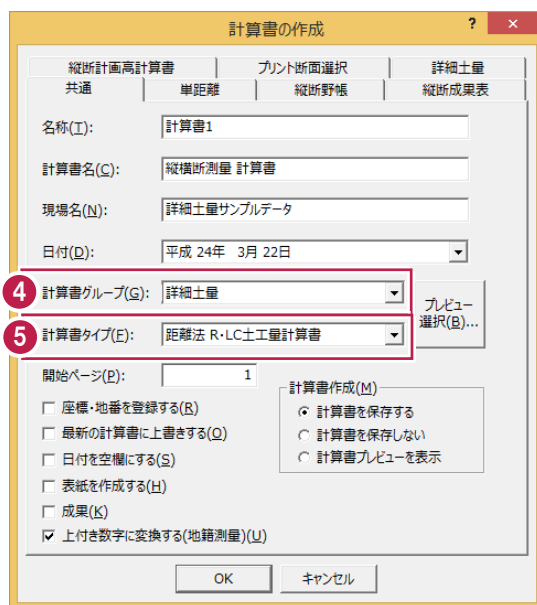 計算書の作成
? ×
縦断計画高計算書 プリント断面選択 詳細土量
共通 単距離 縦断野帳 縦断成果表
名称(T): 計算書1
計算書名(C): 縦横断測量 計算書
現場名(N): 詳細土量サンプルデータ
日付(D): 平成 24年 3月 22日
4 計算書グループ(G): 詳細土量
プレビュー
選択(B)...
5 計算書タイプ(F): 距離法 R・LC土工量計算書
開始ページ(P): 1
計算書作成(M)
座標・地番を登録する(R)
計算書を保存する
最新の計算書に上書きする(O)
計算書を保存しない
日付を空欄にする(S)
計算書プレビューを表示
表紙を作成する(H)
成果(K)
上付き数字に変換する(地籍測量)(U)
OK キャンセル